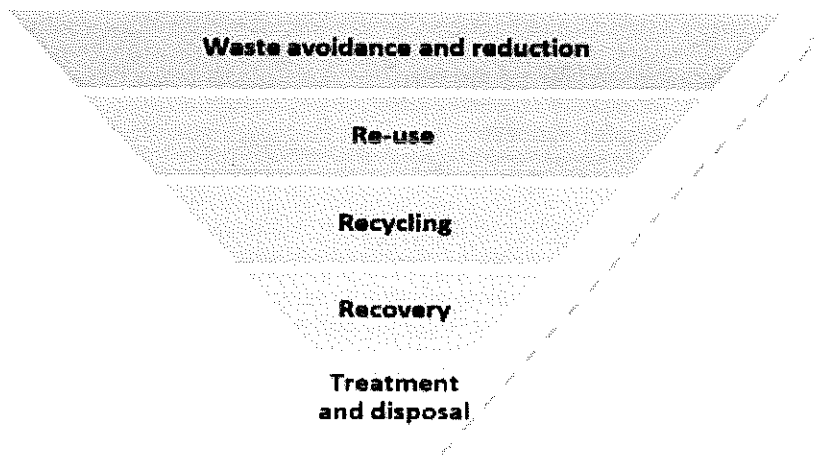 Waste avoidance and reduction
Re-use
Recycling
Recovery
Treatment
and disposal